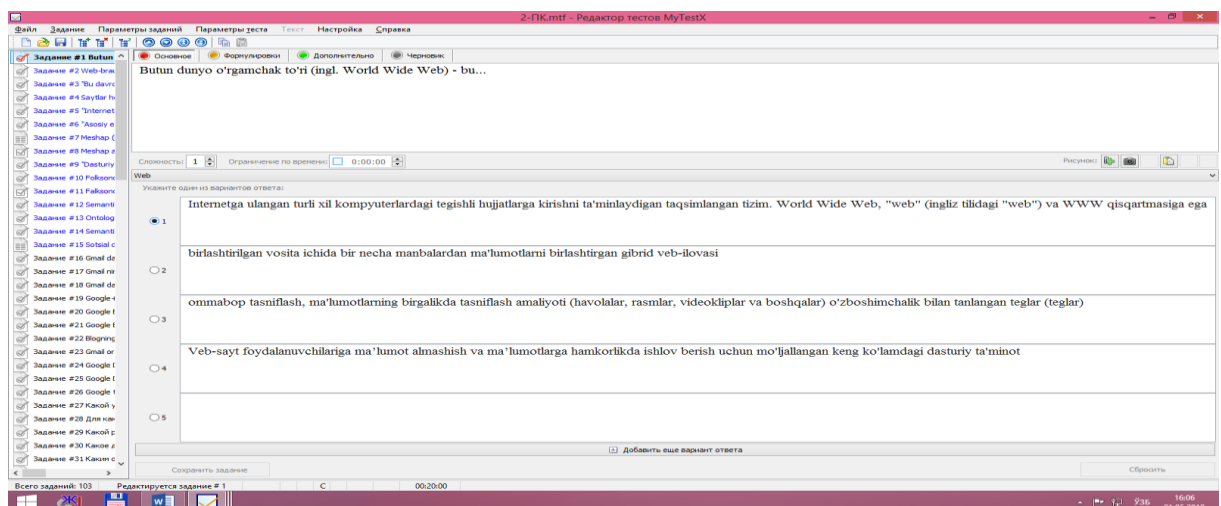 2-ПК.mtf - Редактор тестов MyTestX
Файл Задание Параметры заданий Параметры теста Текст Настройка Справка
Основное Формулировки Дополнительно Черновик
Задание #1 Butun
Задание #2 Web-brau
Задание #3 "Bu davrc
Задание #4 Saytlar h
Задание #5 "Internet
Задание #6 "Asosiy e
Задание #7 Meshap (
Задание #8 Meshap a
Задание #9 "Dasturiy
Задание #10 Folksono
Задание #11 Falksono
Задание #12 Semanti
Задание #13 Ontolog
Задание #14 Semanti
Задание #15 Sotsial d
Задание #16 Gmail da
Задание #17 Gmail nin
Задание #18 Gmail da
Задание #19 Google+
Задание #20 Google
Задание #21 Google
Задание #22 Blogning
Задание #23 Gmail or
Задание #24 Google
Задание #25 Google
Задание #26 Google
Задание #27 Какой у
Задание #28 Для как
Задание #29 Какой р
Задание #30 Какое д
Задание #31 Каким с
Butun dunyo o'rgamchak to'ri (ingl. World Wide Web) - bu...
Сложность: 1 Ограничение по времени: 0:00:00 Рисунок:
Web
Укажите один из вариантов ответа:
1 Internetga ulangan turli xil kompyuterlardagi tegishli hujjatlarga kirishni ta'minlaydigan taqsimlangan tizim. World Wide Web, "web" (ingliz tilidagi "web") va WWW qisqartmasiga ega
2 birlashtirilgan vosita ichida bir necha manbalardan ma'lumotlarni birlashtirgan gibrid veb-ilovasi
3 ommabop tasniflash, ma'lumotlarning birgalikda tasniflash amaliyoti (havolalar, rasmlar, videokliplar va boshqalar) o'zboshimchalik bilan tanlangan teglar (teglar)
4 Veb-sayt foydalanuvchilariga ma'lumot almashish va ma'lumotlarga hamkorlikda ishlov berish uchun mo'ljallangan keng ko'lamdagi dasturiy ta'minot
5
Добавить еще вариант ответа
Сохранить задание Сбросить
Всего заданий: 103 Редактируется задание # 1 С 00:20:00
ЎЗБ 16:06